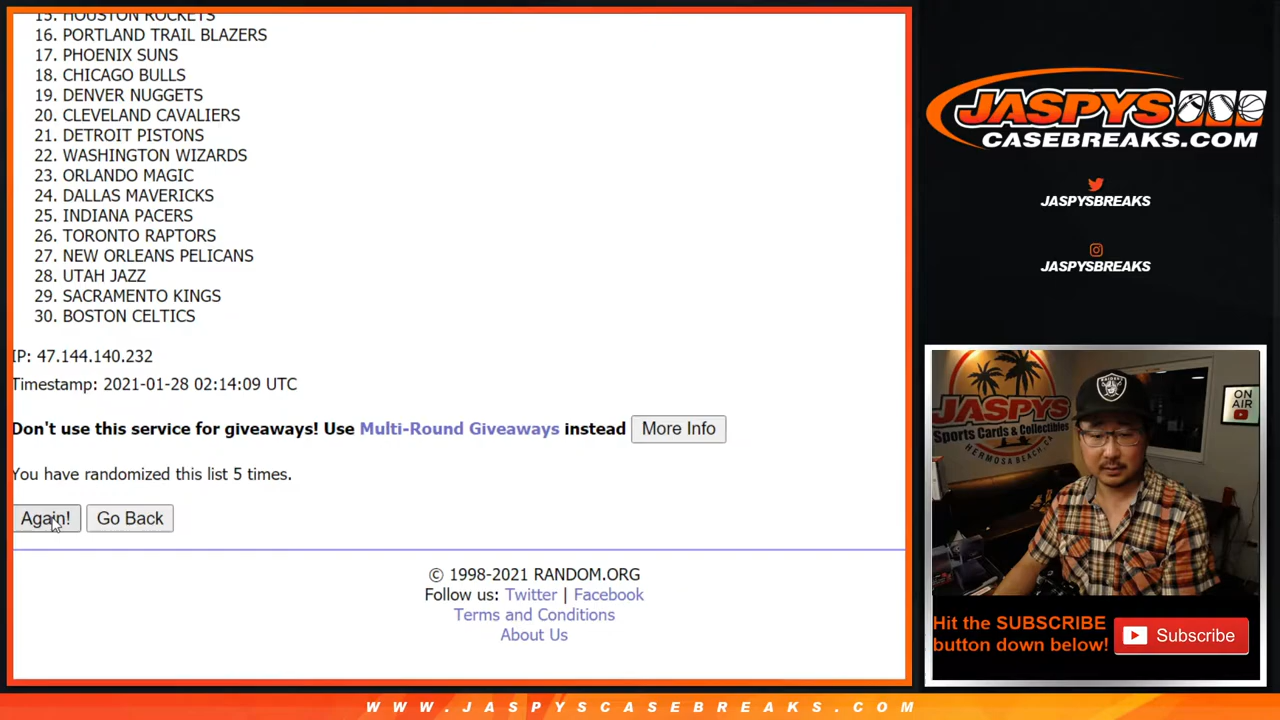 15. HOUSTON ROCKETS
16. PORTLAND TRAIL BLAZERS
17. PHOENIX SUNS
18. CHICAGO BULLS
19. DENVER NUGGETS
20. CLEVELAND CAVALIERS
21. DETROIT PISTONS
22. WASHINGTON WIZARDS
23. ORLANDO MAGIC
24. DALLAS MAVERICKS
25. INDIANA PACERS
26. TORONTO RAPTORS
27. NEW ORLEANS PELICANS
28. UTAH JAZZ
29. SACRAMENTO KINGS
30. BOSTON CELTICS
IP: 47.144.140.232
Timestamp: 2021-01-28 02:14:09 UTC
Don't use this service for giveaways! Use Multi-Round Giveaways instead More Info
You have randomized this list 5 times.
Again! Go Back
© 1998-2021 RANDOM.ORG
Follow us: Twitter | Facebook
Terms and Conditions
About Us
JASPYS
CASEBREAKS.COM
JASPYSBREAKS
JASPYSBREAKS
JASPYS
Sports Cards & Collectibles
HERMOSA BEACH, CA
RAIDERS
ON
AIR
Hit the SUBSCRIBE
button down below!
Subscribe
WWW.JASPYSCASEBREAKS.COM